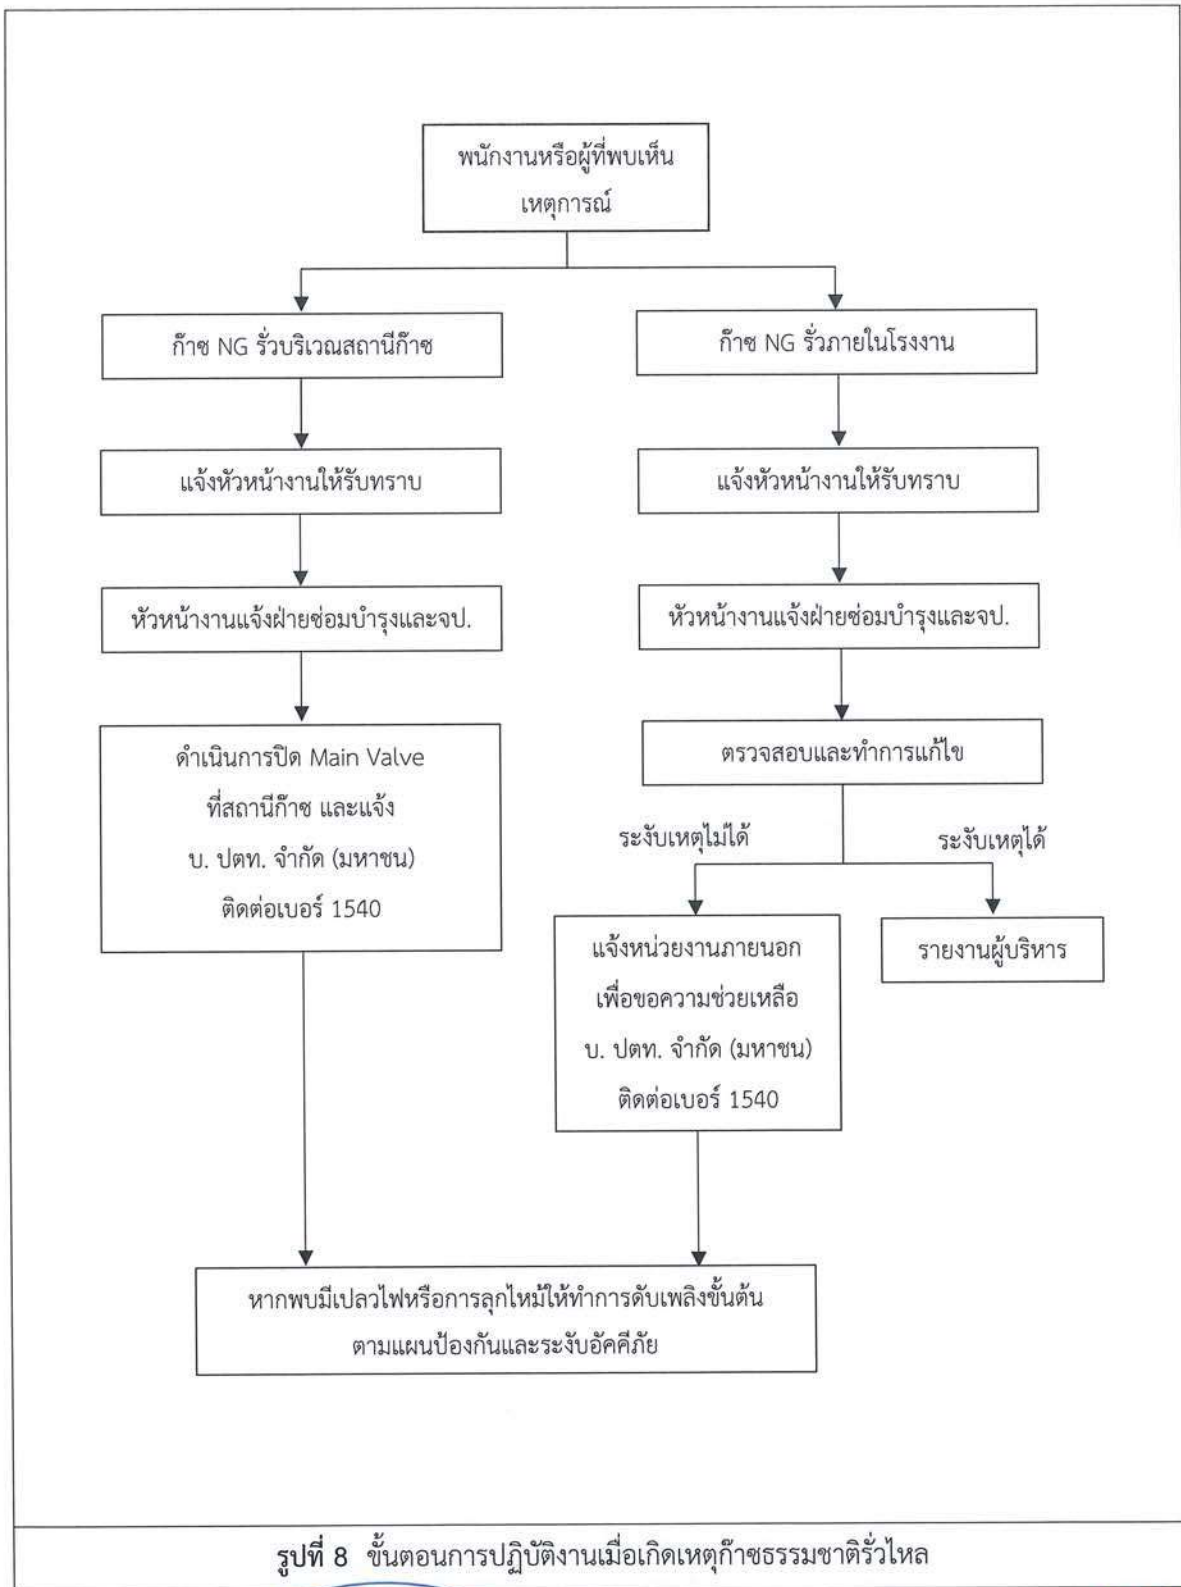 พนักงานหรือผู้ที่พบเห็น
เหตุการณ์
ก๊าซ NG รั่วบริเวณสถานีก๊าซ
ก๊าซ NG รั่วภายในโรงงาน
แจ้งหัวหน้างานให้รับทราบ
แจ้งหัวหน้างานให้รับทราบ
หัวหน้างานแจ้งฝ่ายซ่อมบำรุงและจป.
หัวหน้างานแจ้งฝ่ายซ่อมบำรุงและจป.
ดำเนินการปิด Main Valve
ที่สถานีก๊าซ และแจ้ง
บ. ปตท. จำกัด (มหาชน)
ติดต่อเบอร์ 1540
ตรวจสอบและทำการแก้ไข
ระงับเหตุไม่ได้
ระงับเหตุได้
แจ้งหน่วยงานภายนอก
เพื่อขอความช่วยเหลือ
บ. ปตท. จำกัด (มหาชน)
ติดต่อเบอร์ 1540
รายงานผู้บริหาร
หากพบมีเปลวไฟหรือการลุกไหม้ให้ทำการดับเพลิงขั้นต้น
ตามแผนป้องกันและระงับอัคคีภัย
รูปที่ 8 ขั้นตอนการปฏิบัติงานเมื่อเกิดเหตุก๊าซธรรมชาติรั่วไหล